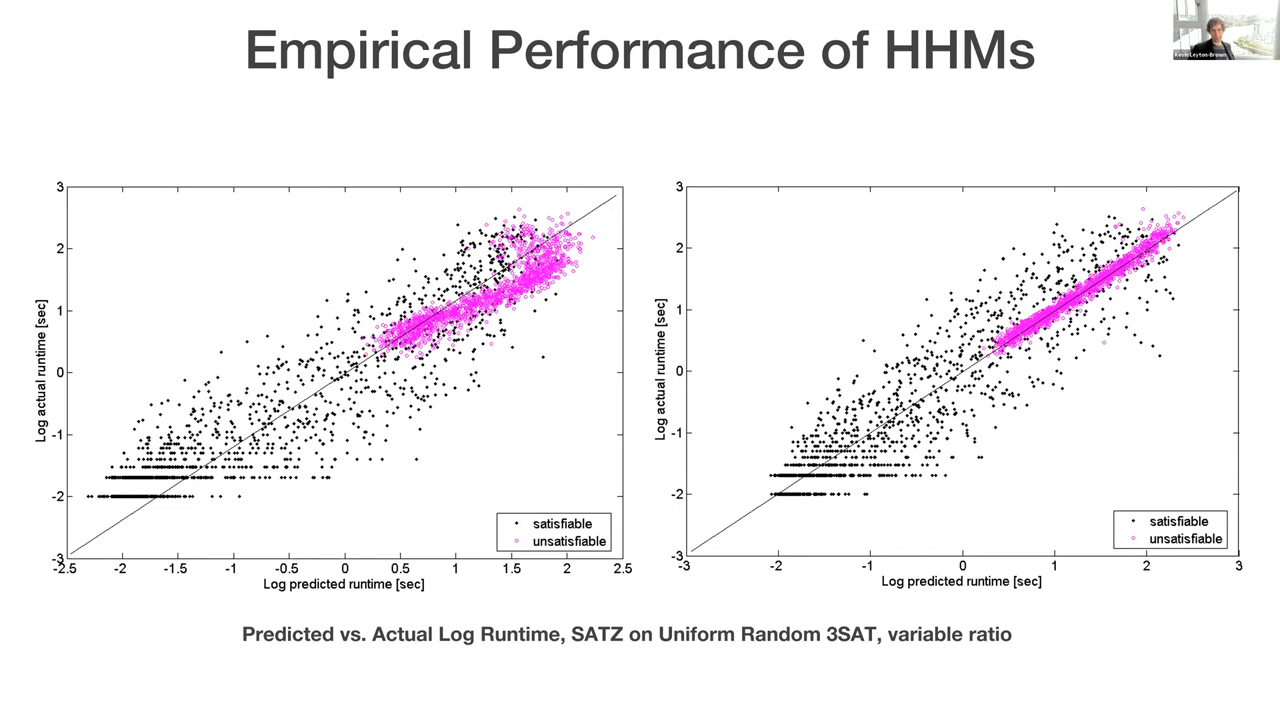 Empirical Performance of HHMs
Kevin Leyton-Brown
3
2
1
0
-1
-2
-3
Log actual runtime [sec]
-2.5
-2
-1.5
-1
-0.5
0
0.5
1
1.5
2
2.5
Log predicted runtime [sec]
satisfiable
unsatisfiable
3
2
1
0
-1
-2
-3
Log actual runtime [sec]
-3
-2
-1
0
1
2
3
Log predicted runtime [sec]
satisfiable
unsatisfiable
Predicted vs. Actual Log Runtime, SATZ on Uniform Random 3SAT, variable ratio